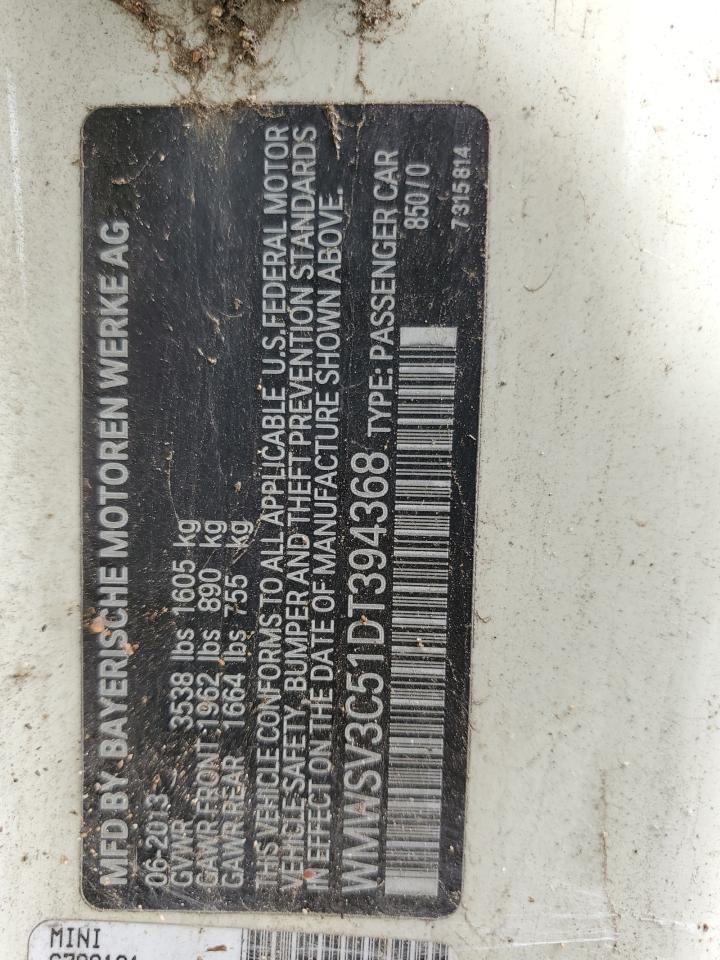 MFD BY BAYERISCHE MOTOREN WERKE AG
06-2013
GVWR 3538 lbs 1605 kg
GAWR FRONT:1962 lbs 890 kg
GAWR REAR 1664 lbs 755 kg
THIS VEHICLE CONFORMS TO ALL APPLICABLE U.S.FEDERAL MOTOR
VEHICLE-SAFETY, BUMPER AND THEFT PREVENTION STANDARDS
IN EFFECT ON THE DATE OF MANUFACTURE SHOWN ABOVE.
WMWSV3C51DT394368 TYPE: PASSENGER CAR
850/0
7315814
MINI